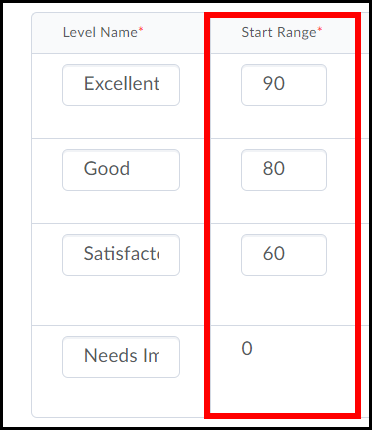 Level Name* Start Range*
Excellent 90
Good 80
Satisfact 60
Needs Im 0